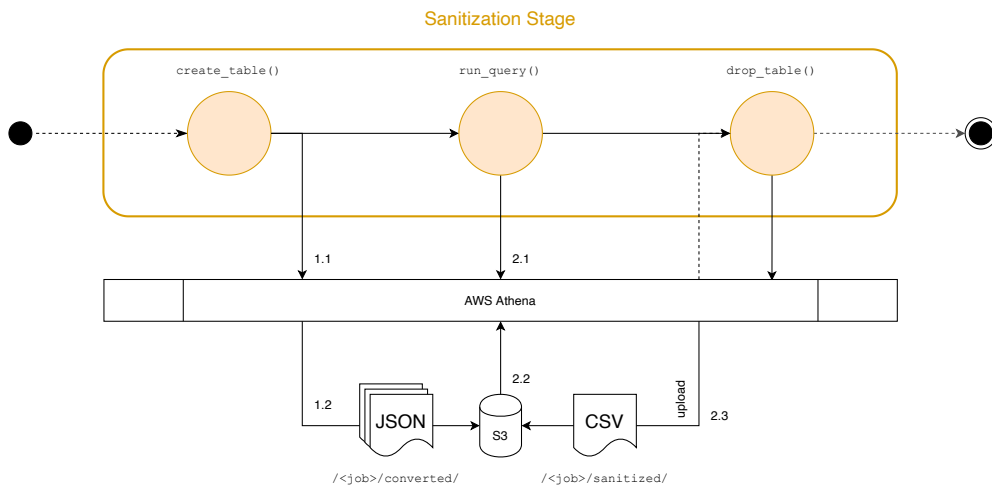 Sanitization Stage
create_table()
run_query()
drop_table()
1.1
2.1
AWS Athena
1.2
2.2
upload
2.3
JSON
S3
CSV
/<job>/converted/
/<job>/sanitized/